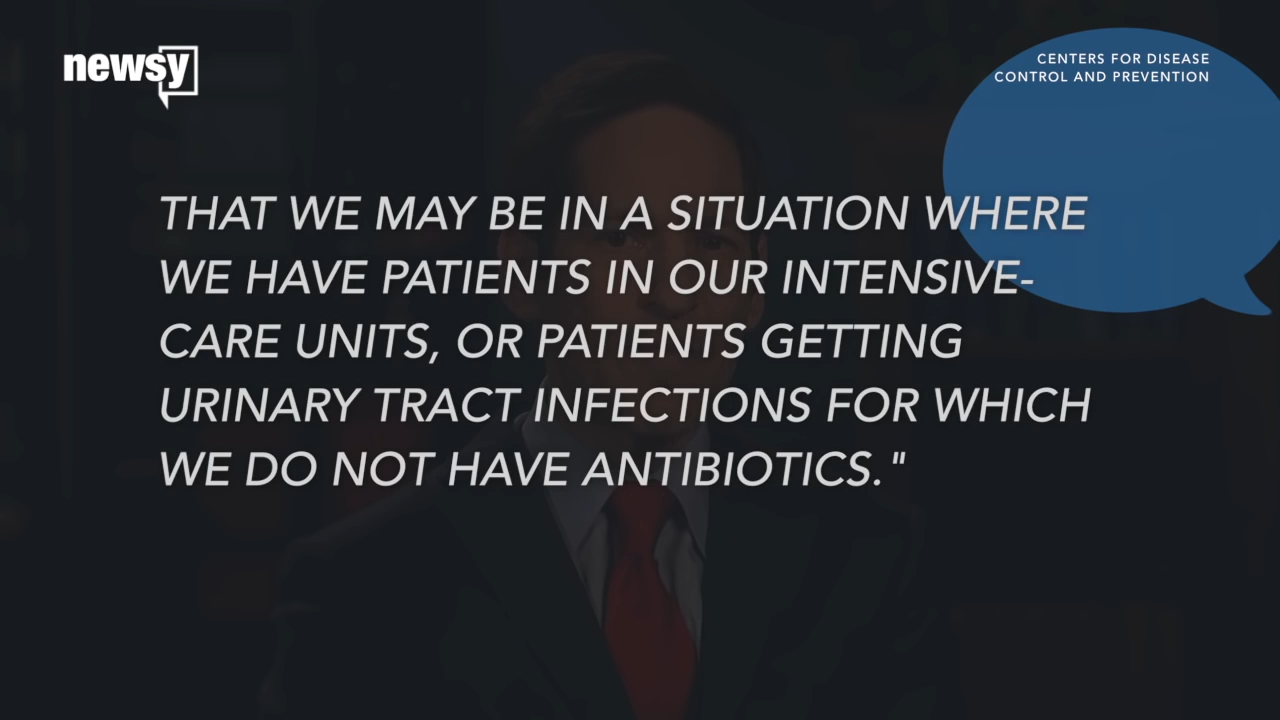 newsy
CENTERS FOR DISEASE
CONTROL AND PREVENTION
THAT WE MAY BE IN A SITUATION WHERE
WE HAVE PATIENTS IN OUR INTENSIVE-
CARE UNITS, OR PATIENTS GETTING
URINARY TRACT INFECTIONS FOR WHICH
WE DO NOT HAVE ANTIBIOTICS."